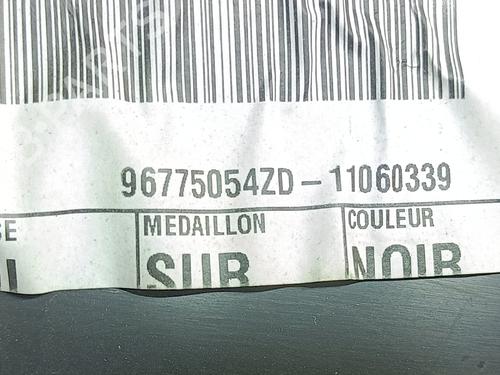 96775054ZD-11060339
MEDAILLON COULEUR
SUR NOIR